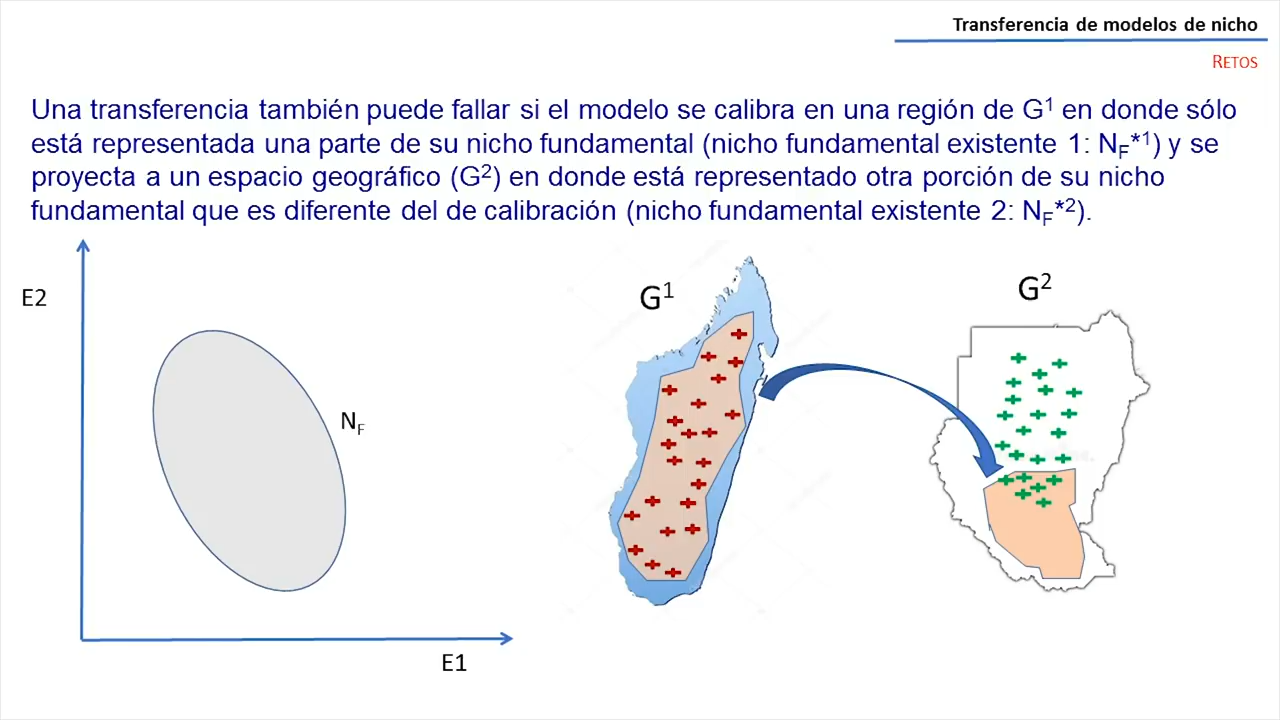 Transferencia de modelos de nicho
RETOS
Una transferencia también puede fallar si el modelo se calibra en una región de G¹ en donde sólo
está representada una parte de su nicho fundamental (nicho fundamental existente 1: N_F*¹) y se
proyecta a un espacio geográfico (G²) en donde está representado otra porción de su nicho
fundamental que es diferente del de calibración (nicho fundamental existente 2: N_F*²).
E2
G¹
G²
N_F
E1